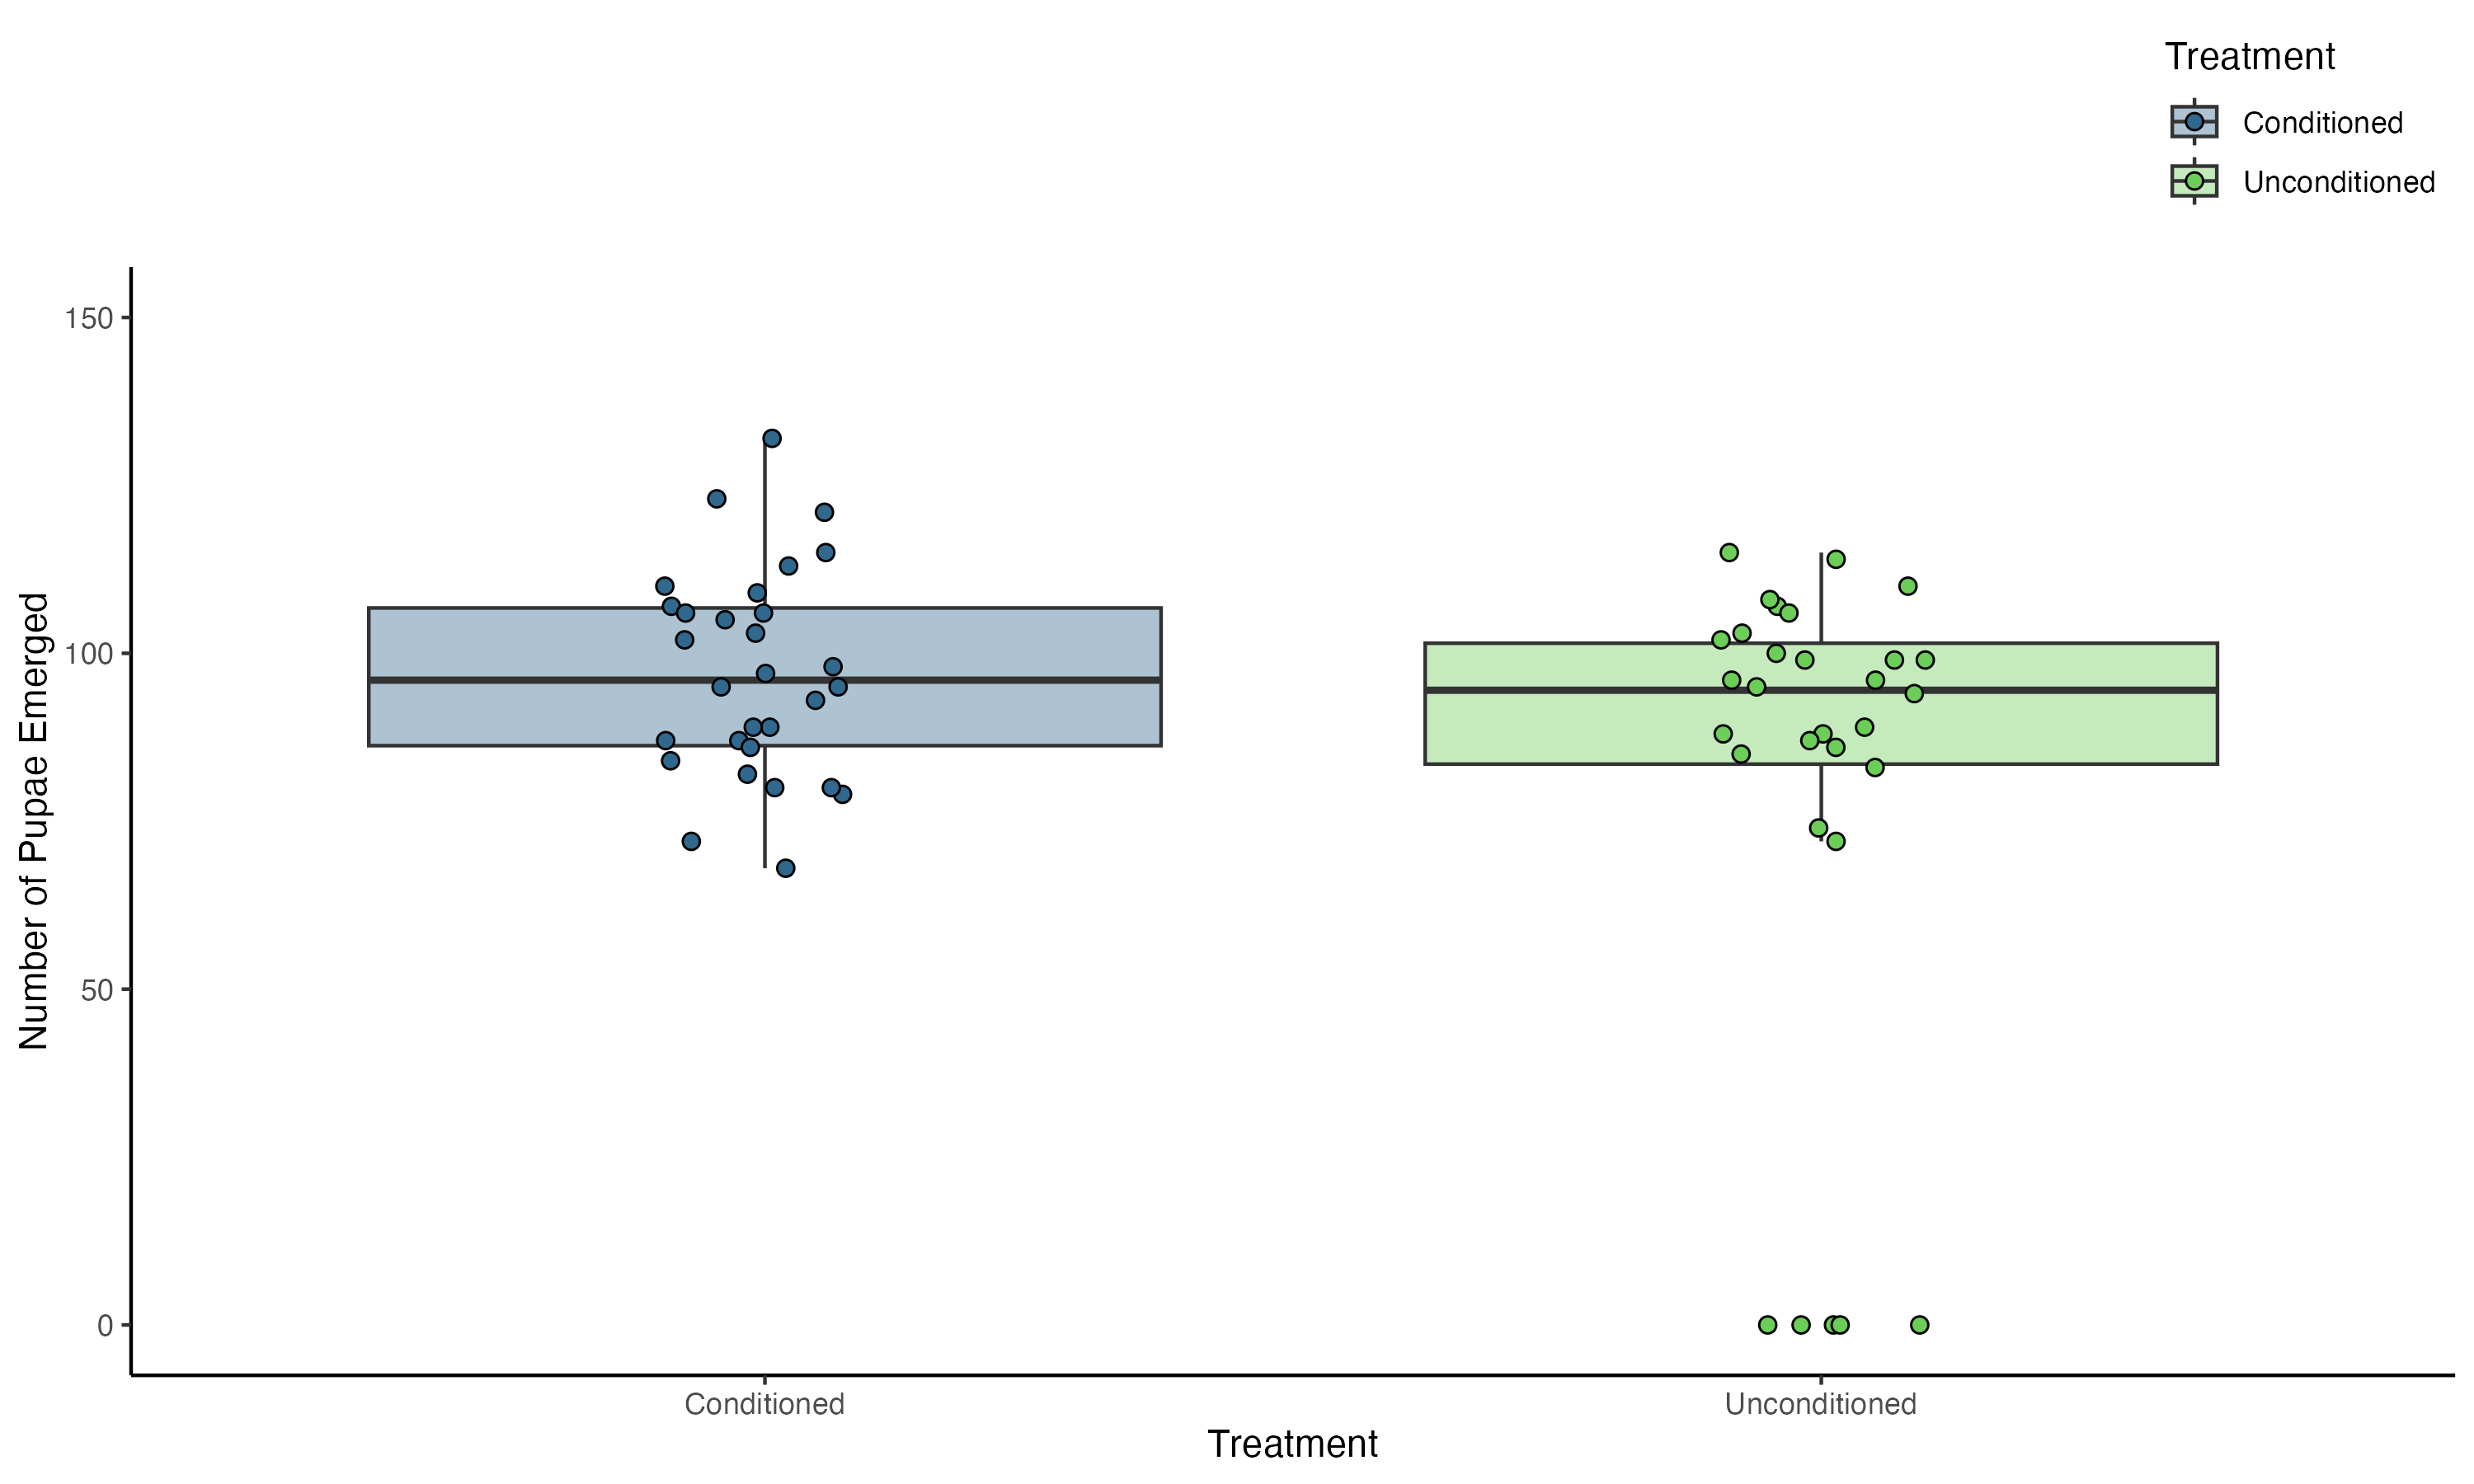 Treatment
Conditioned
Unconditioned
Number of Pupae Emerged
150
100
50
0
Conditioned
Unconditioned
Treatment